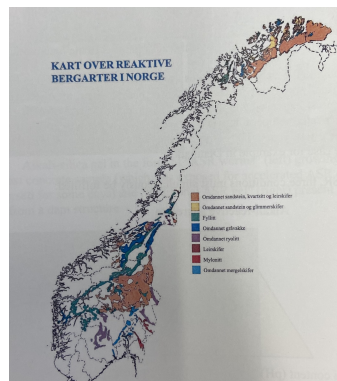 KART OVER REAKTIVE
BERGARTER I NORGE
Omdannet sandstein, kvartsitt og leirskifer
Omdannet sandstein og glimmerskifer
Fyllitt
Omdannet gråvakke
Omdannet ryolitt
Leirskifer
Mylonitt
Omdannet mergelskifer